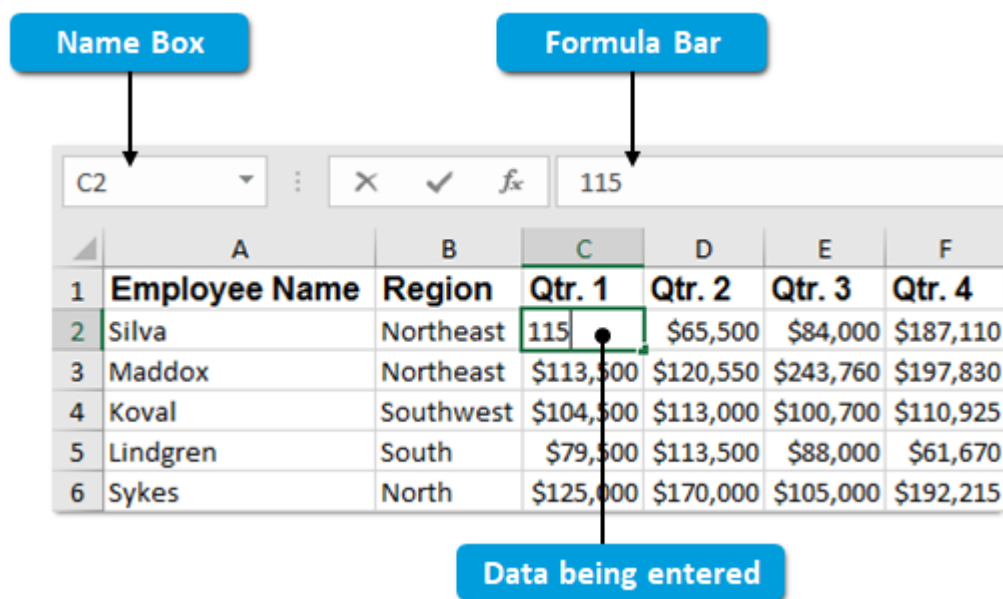 Name Box Formula Bar
C2 fx 115
A B C D E F
1 Employee Name Region Qtr. 1 Qtr. 2 Qtr. 3 Qtr. 4
2 Silva Northeast 115 $65,500 $84,000 $187,110
3 Maddox Northeast $113,500 $120,550 $243,760 $197,830
4 Koval Southwest $104,500 $113,000 $100,700 $110,925
5 Lindgren South $79,500 $113,500 $88,000 $61,670
6 Sykes North $125,000 $170,000 $105,000 $192,215
Data being entered